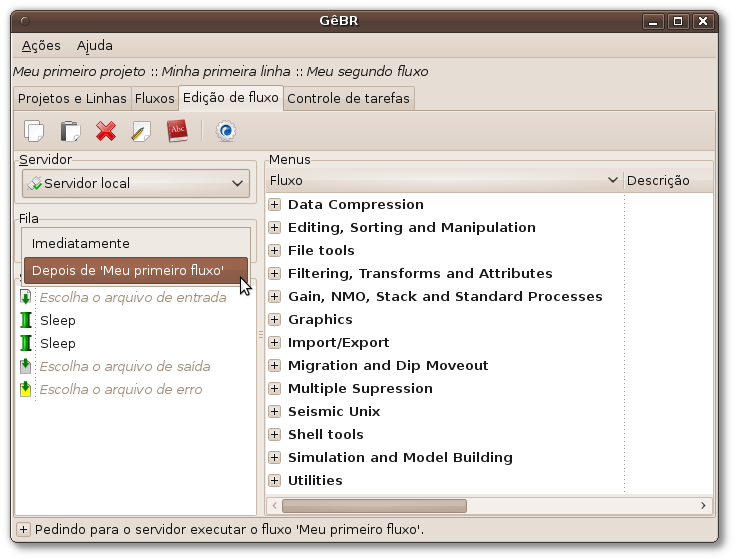 GêBR
Ações Ajuda
Meu primeiro projeto :: Minha primeira linha :: Meu segundo fluxo
Projetos e Linhas Fluxos Edição de fluxo Controle de tarefas
Abc
Servidor
Servidor local
Fila
Imediatamente
Depois de 'Meu primeiro fluxo'
Escolha o arquivo de entrada
Sleep
Sleep
Escolha o arquivo de saída
Escolha o arquivo de erro
Menus
Fluxo Descrição
Data Compression
Editing, Sorting and Manipulation
File tools
Filtering, Transforms and Attributes
Gain, NMO, Stack and Standard Processes
Graphics
Import/Export
Migration and Dip Moveout
Multiple Supression
Seismic Unix
Shell tools
Simulation and Model Building
Utilities
Pedindo para o servidor executar o fluxo 'Meu primeiro fluxo'.